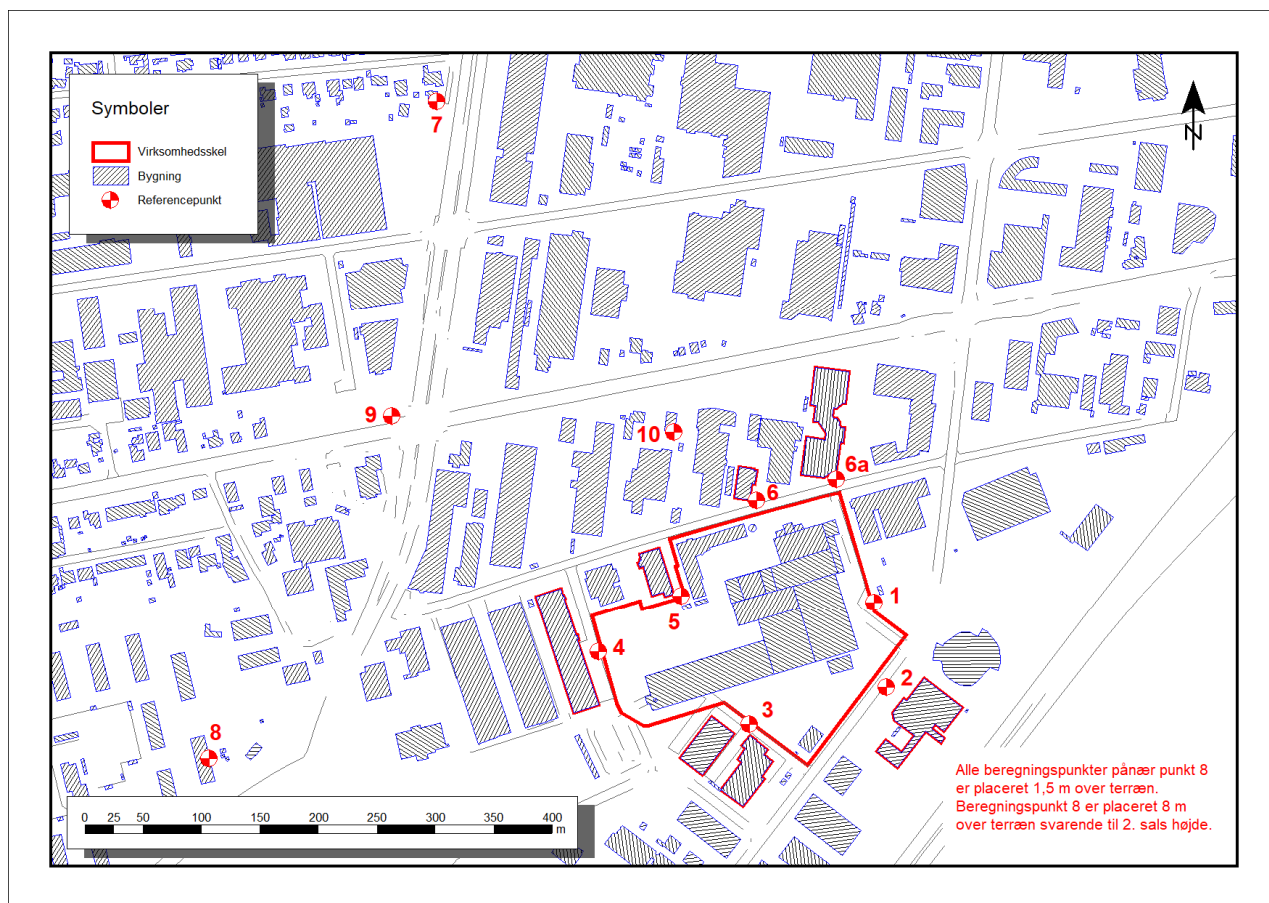 Symboler
Virksomhedsskel
Bygning
Referencepunkt
N
7
9
10
6a
6
1
5
4
2
3
8
Alle beregningspunkter pånær punkt 8
er placeret 1,5 m over terræn.
Beregningspunkt 8 er placeret 8 m
over terræn svarende til 2. sals højde.
0 25 50 100 150 200 250 300 350 400
m